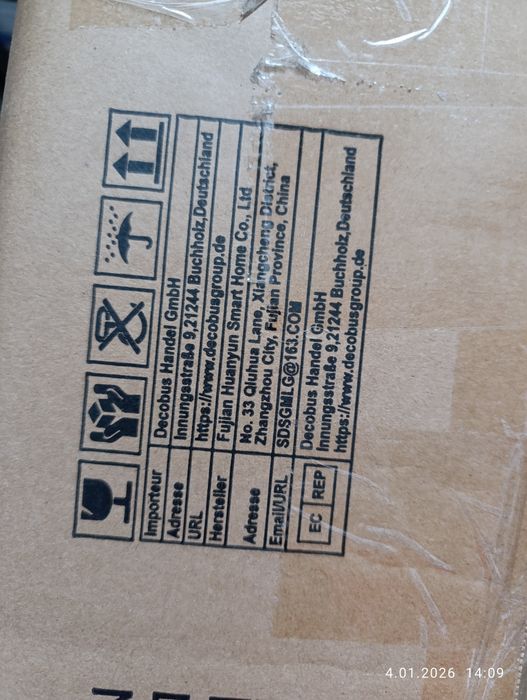 Importeur Decobus Handel GmbH
Adresse Innungsstraße 9,21244 Buchholz,Deutschland
URL https://www.decobusgroup.de
Hersteller Fujian Huanyun Smart Home Co., Ltd
Adresse No. 33 Qiuhua Lane, Xiangcheng District,
Zhangzhou City, Fujian Province, China
Email/URL SDSGMLG@163.COM
EC REP Decobus Handel GmbH
Innungsstraße 9,21244 Buchholz,Deutschland
https://www.decobusgroup.de
4.01.2026 14:09